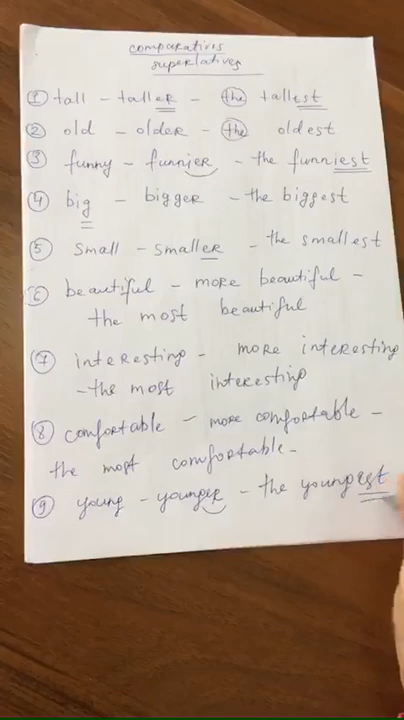 comparatives
superlatives
1 tall - taller - the tallest
2 old - older - the oldest
3 funny - funnier - the funniest
4 big - bigger - the biggest
5 small - smaller - the smallest
6 beautiful - more beautiful -
the most beautiful
7 interesting - more interesting
- the most interesting
8 comfortable - more comfortable -
the most comfortable -
9 young - younger - the youngest